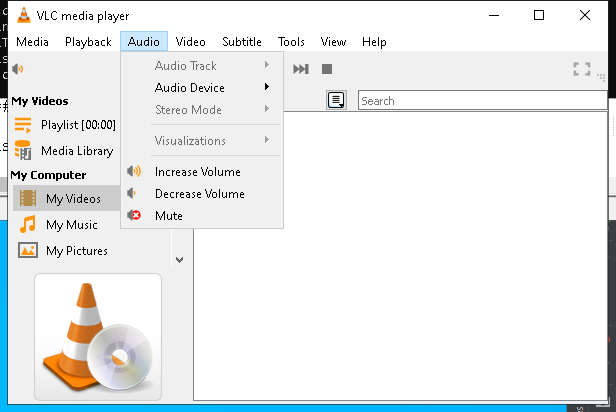 VLC media player
Media Playback Audio Video Subtitle Tools View Help
Audio Track
Audio Device
Stereo Mode
Visualizations
Increase Volume
Decrease Volume
Mute
Search
My Videos
Playlist [00:00]
Media Library
My Computer
My Videos
My Music
My Pictures